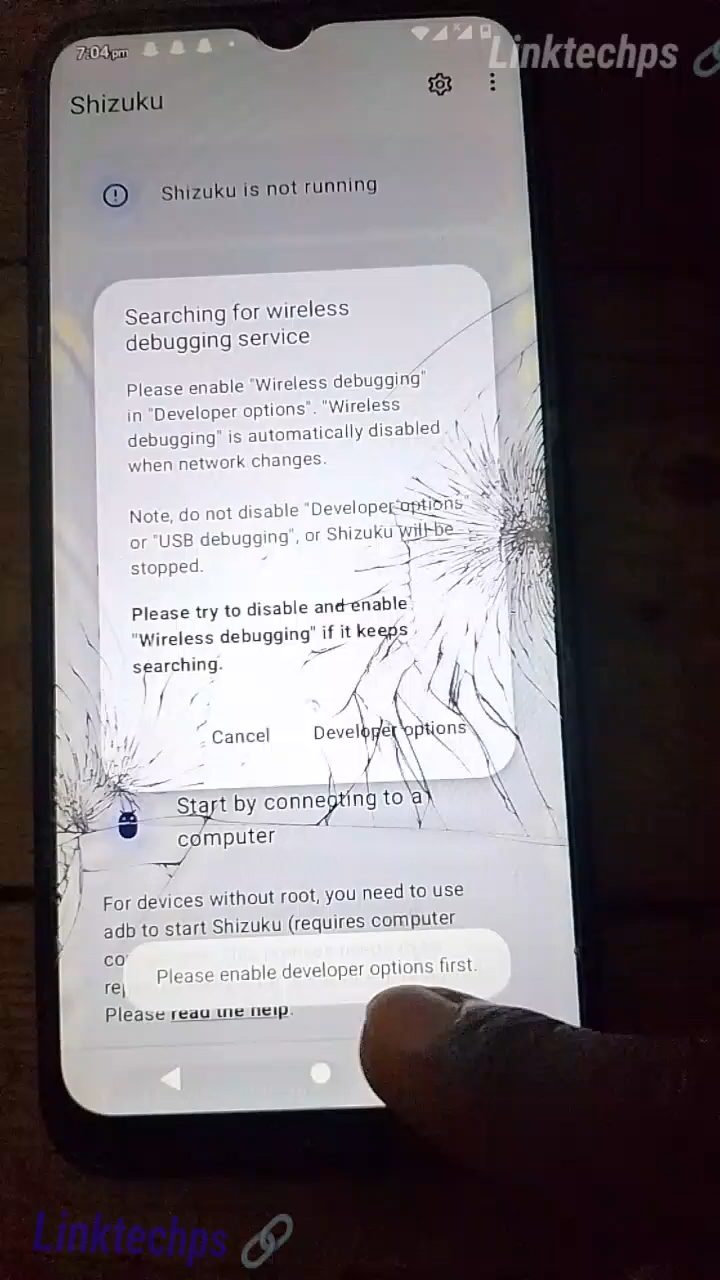 Linktechps
7:04pm
Shizuku
Shizuku is not running
Searching for wireless
debugging service
Please enable "Wireless debugging"
in "Developer options". "Wireless
debugging" is automatically disabled
when network changes.
Note, do not disable "Developer options"
or "USB debugging", or Shizuku will be
stopped.
Please try to disable and enable
"Wireless debugging" if it keeps
searching.
Cancel
Developer options
Start by connecting to a
computer
For devices without root, you need to use
adb to start Shizuku (requires computer
Please enable developer options first.
Please read the help.
Linktechps